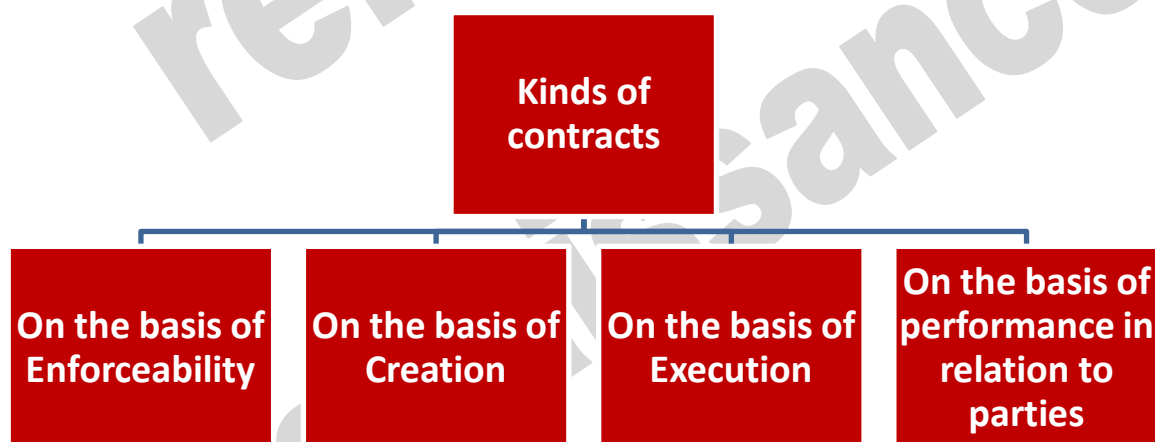 Kinds of
contracts
On the basis of
Enforceability
On the basis of
Creation
On the basis of
Execution
On the basis of
performance in
relation to
parties